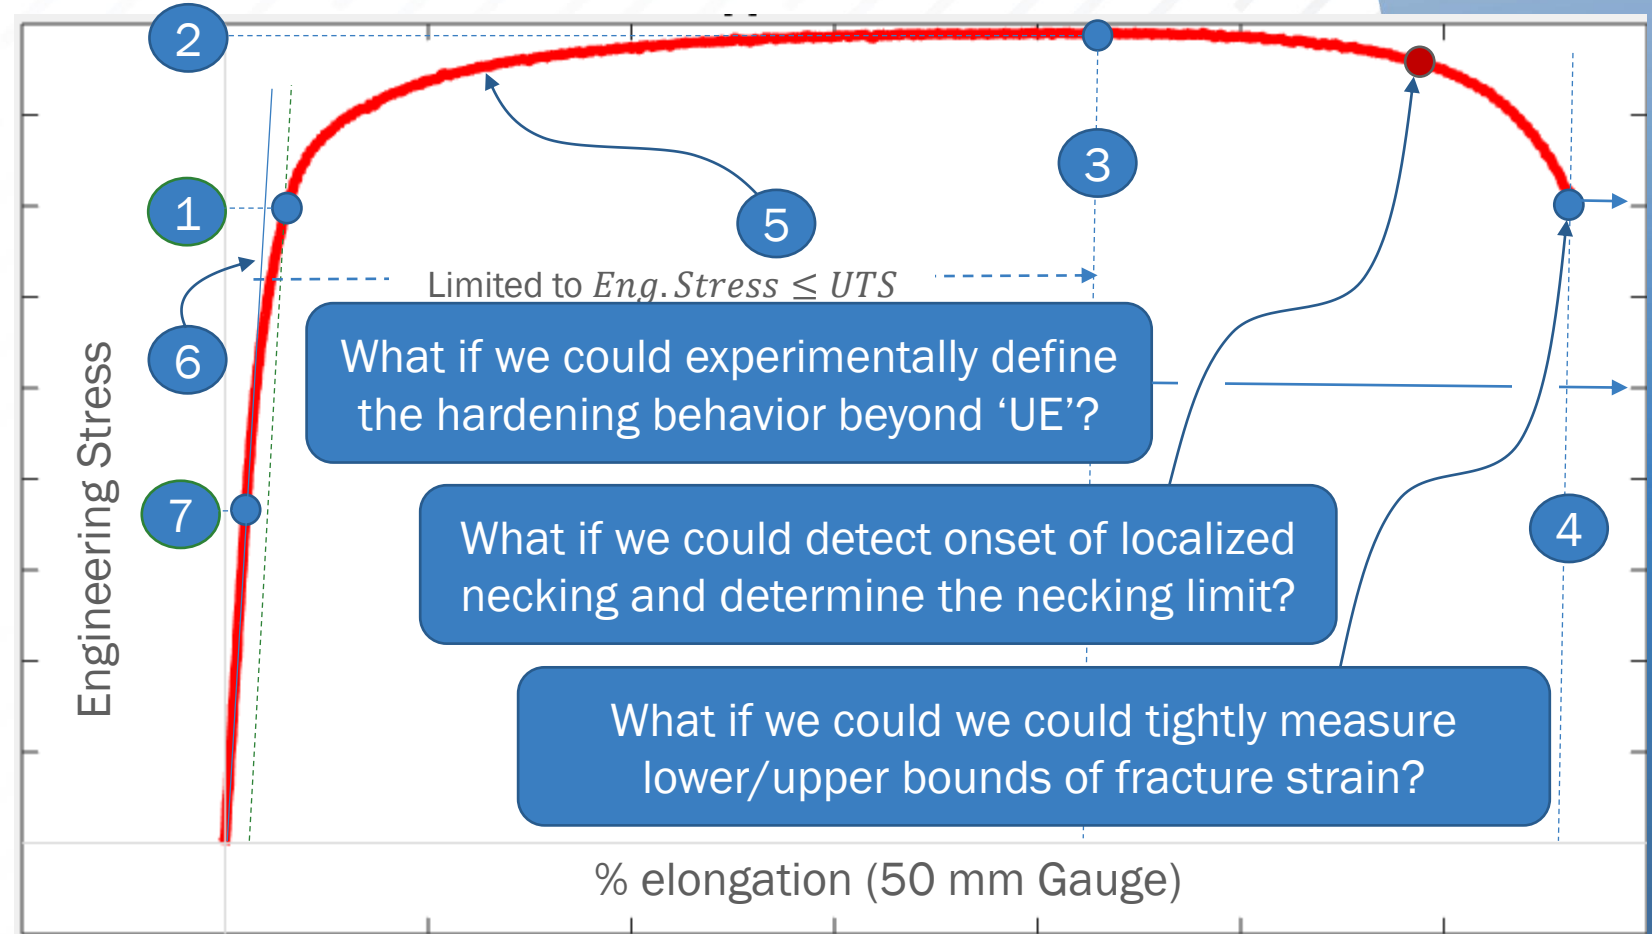 2
1
3
5
Limited to Eng. Stress ≤ UTS
6
What if we could experimentally define
the hardening behavior beyond ‘UE’?
7
What if we could detect onset of localized
necking and determine the necking limit?
4
What if we could we could tightly measure
lower/upper bounds of fracture strain?
Engineering Stress
% elongation (50 mm Gauge)